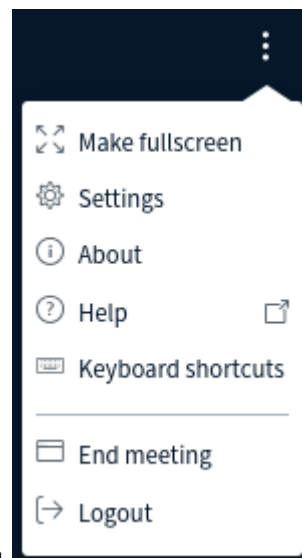 Make fullscreen
Settings
About
Help
Keyboard shortcuts
End meeting
Logout